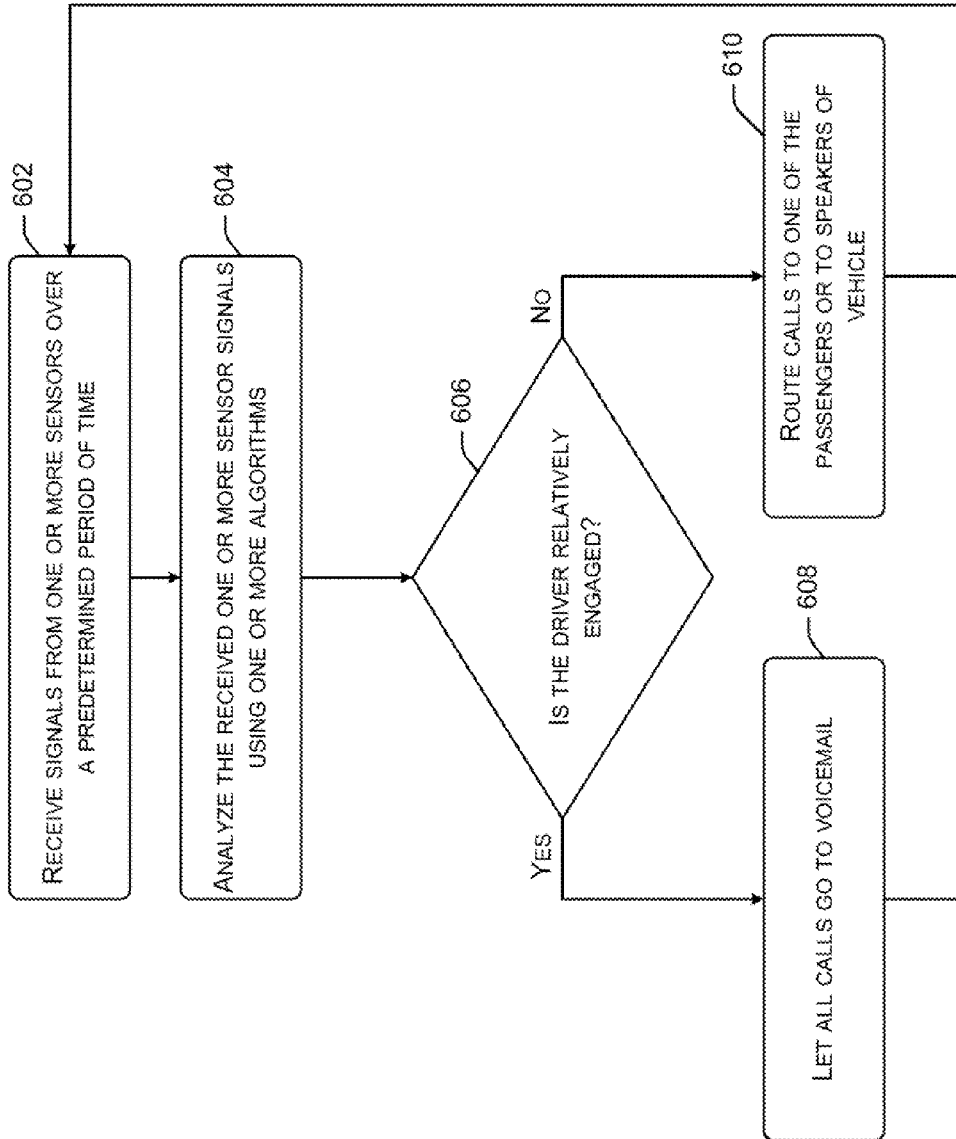 602
RECEIVE SIGNALS FROM ONE OR MORE SENSORS OVER
A PREDETERMINED PERIOD OF TIME
604
ANALYZE THE RECEIVED ONE OR MORE SENSOR SIGNALS
USING ONE OR MORE ALGORITHMS
606
IS THE DRIVER RELATIVELY
ENGAGED?
YES
NO
608
LET ALL CALLS GO TO VOICEMAIL
610
ROUTE CALLS TO ONE OF THE
PASSENGERS OR TO SPEAKERS OF
VEHICLE